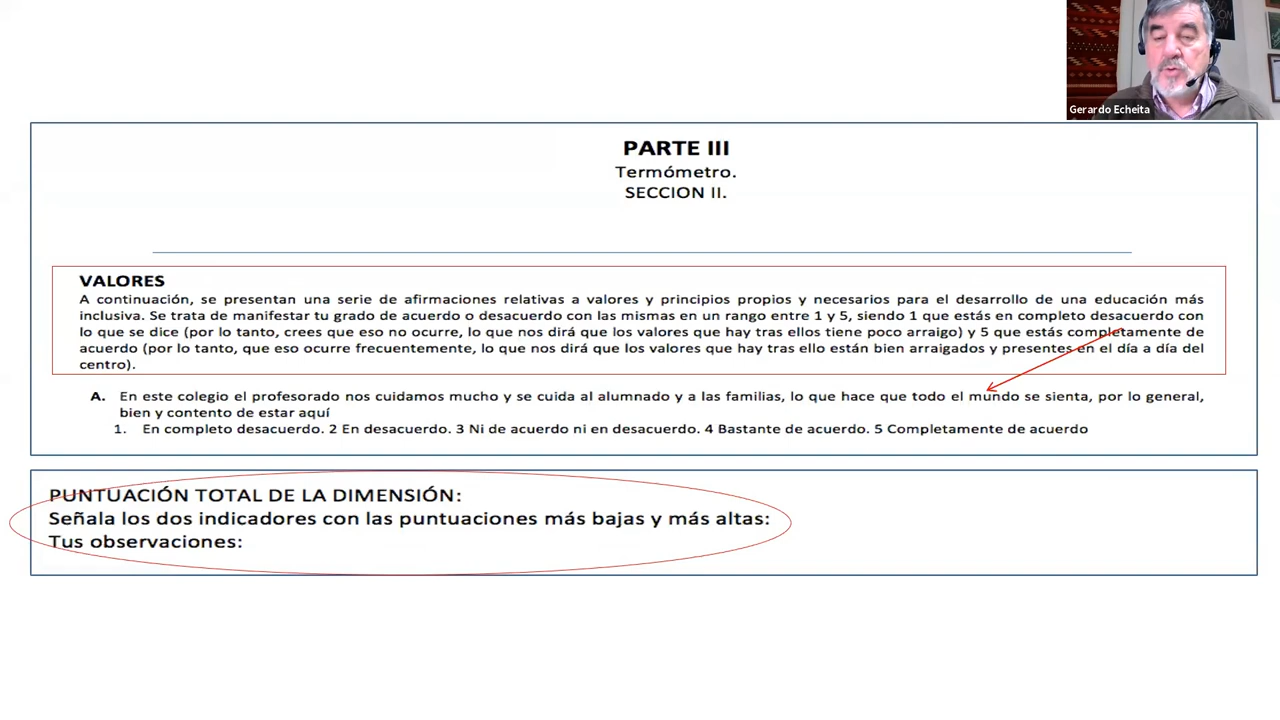 Gerardo Echeita
PARTE III
Termómetro.
SECCION II.
VALORES
A continuación, se presentan una serie de afirmaciones relativas a valores y principios propios y necesarios para el desarrollo de una educación más
inclusiva. Se trata de manifestar tu grado de acuerdo o desacuerdo con las mismas en un rango entre 1 y 5, siendo 1 que estás en completo desacuerdo con
lo que se dice (por lo tanto, crees que eso no ocurre, lo que nos dirá que los valores que hay tras ellos tiene poco arraigo) y 5 que estás completamente de
acuerdo (por lo tanto, que eso ocurre frecuentemente, lo que nos dirá que los valores que hay tras ello están bien arraigados y presentes en el día a día del
centro).
A. En este colegio el profesorado nos cuidamos mucho y se cuida al alumnado y a las familias, lo que hace que todo el mundo se sienta, por lo general,
bien y contento de estar aquí
1. En completo desacuerdo. 2 En desacuerdo. 3 Ni de acuerdo ni en desacuerdo. 4 Bastante de acuerdo. 5 Completamente de acuerdo
PUNTUACIÓN TOTAL DE LA DIMENSIÓN:
Señala los dos indicadores con las puntuaciones más bajas y más altas:
Tus observaciones: